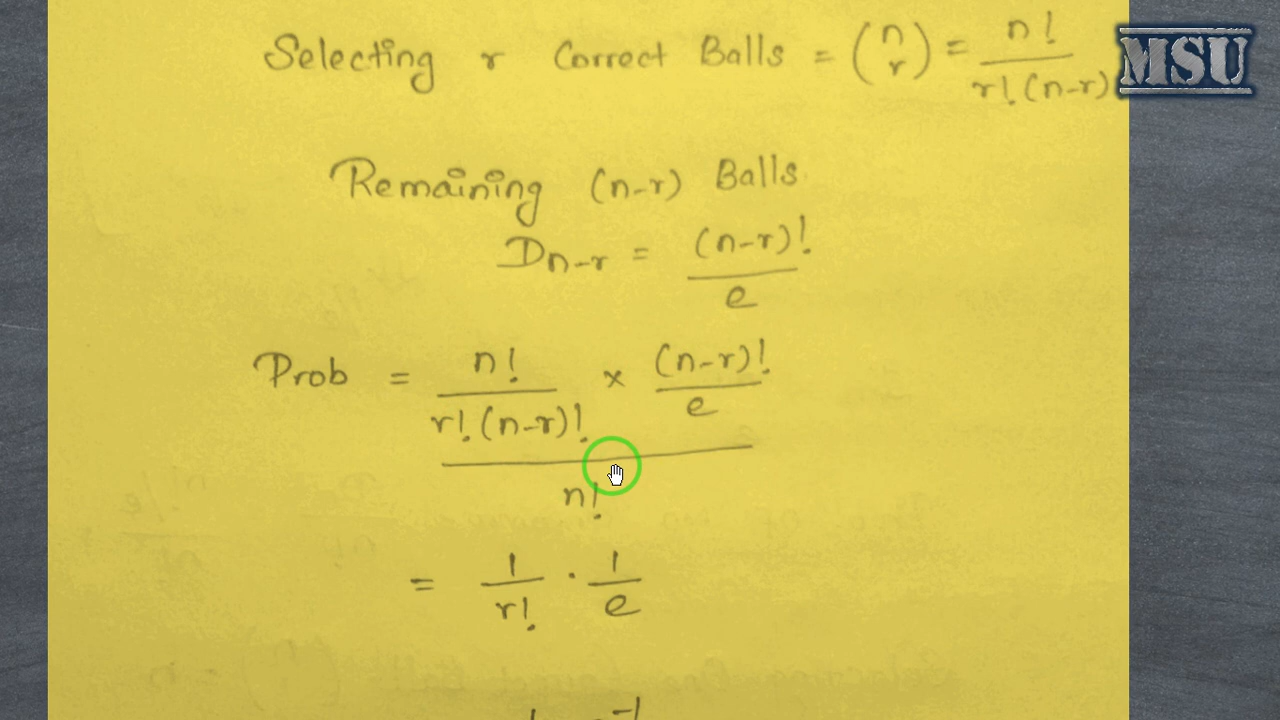 Selecting r Correct Balls = (n r) = n! / r! (n-r)
MSU
Remaining (n-r) Balls
Dn-r = (n-r)! / e
Prob = n! / r! (n-r)! × (n-r)! / e
n!
= 1 / r! · 1 / e